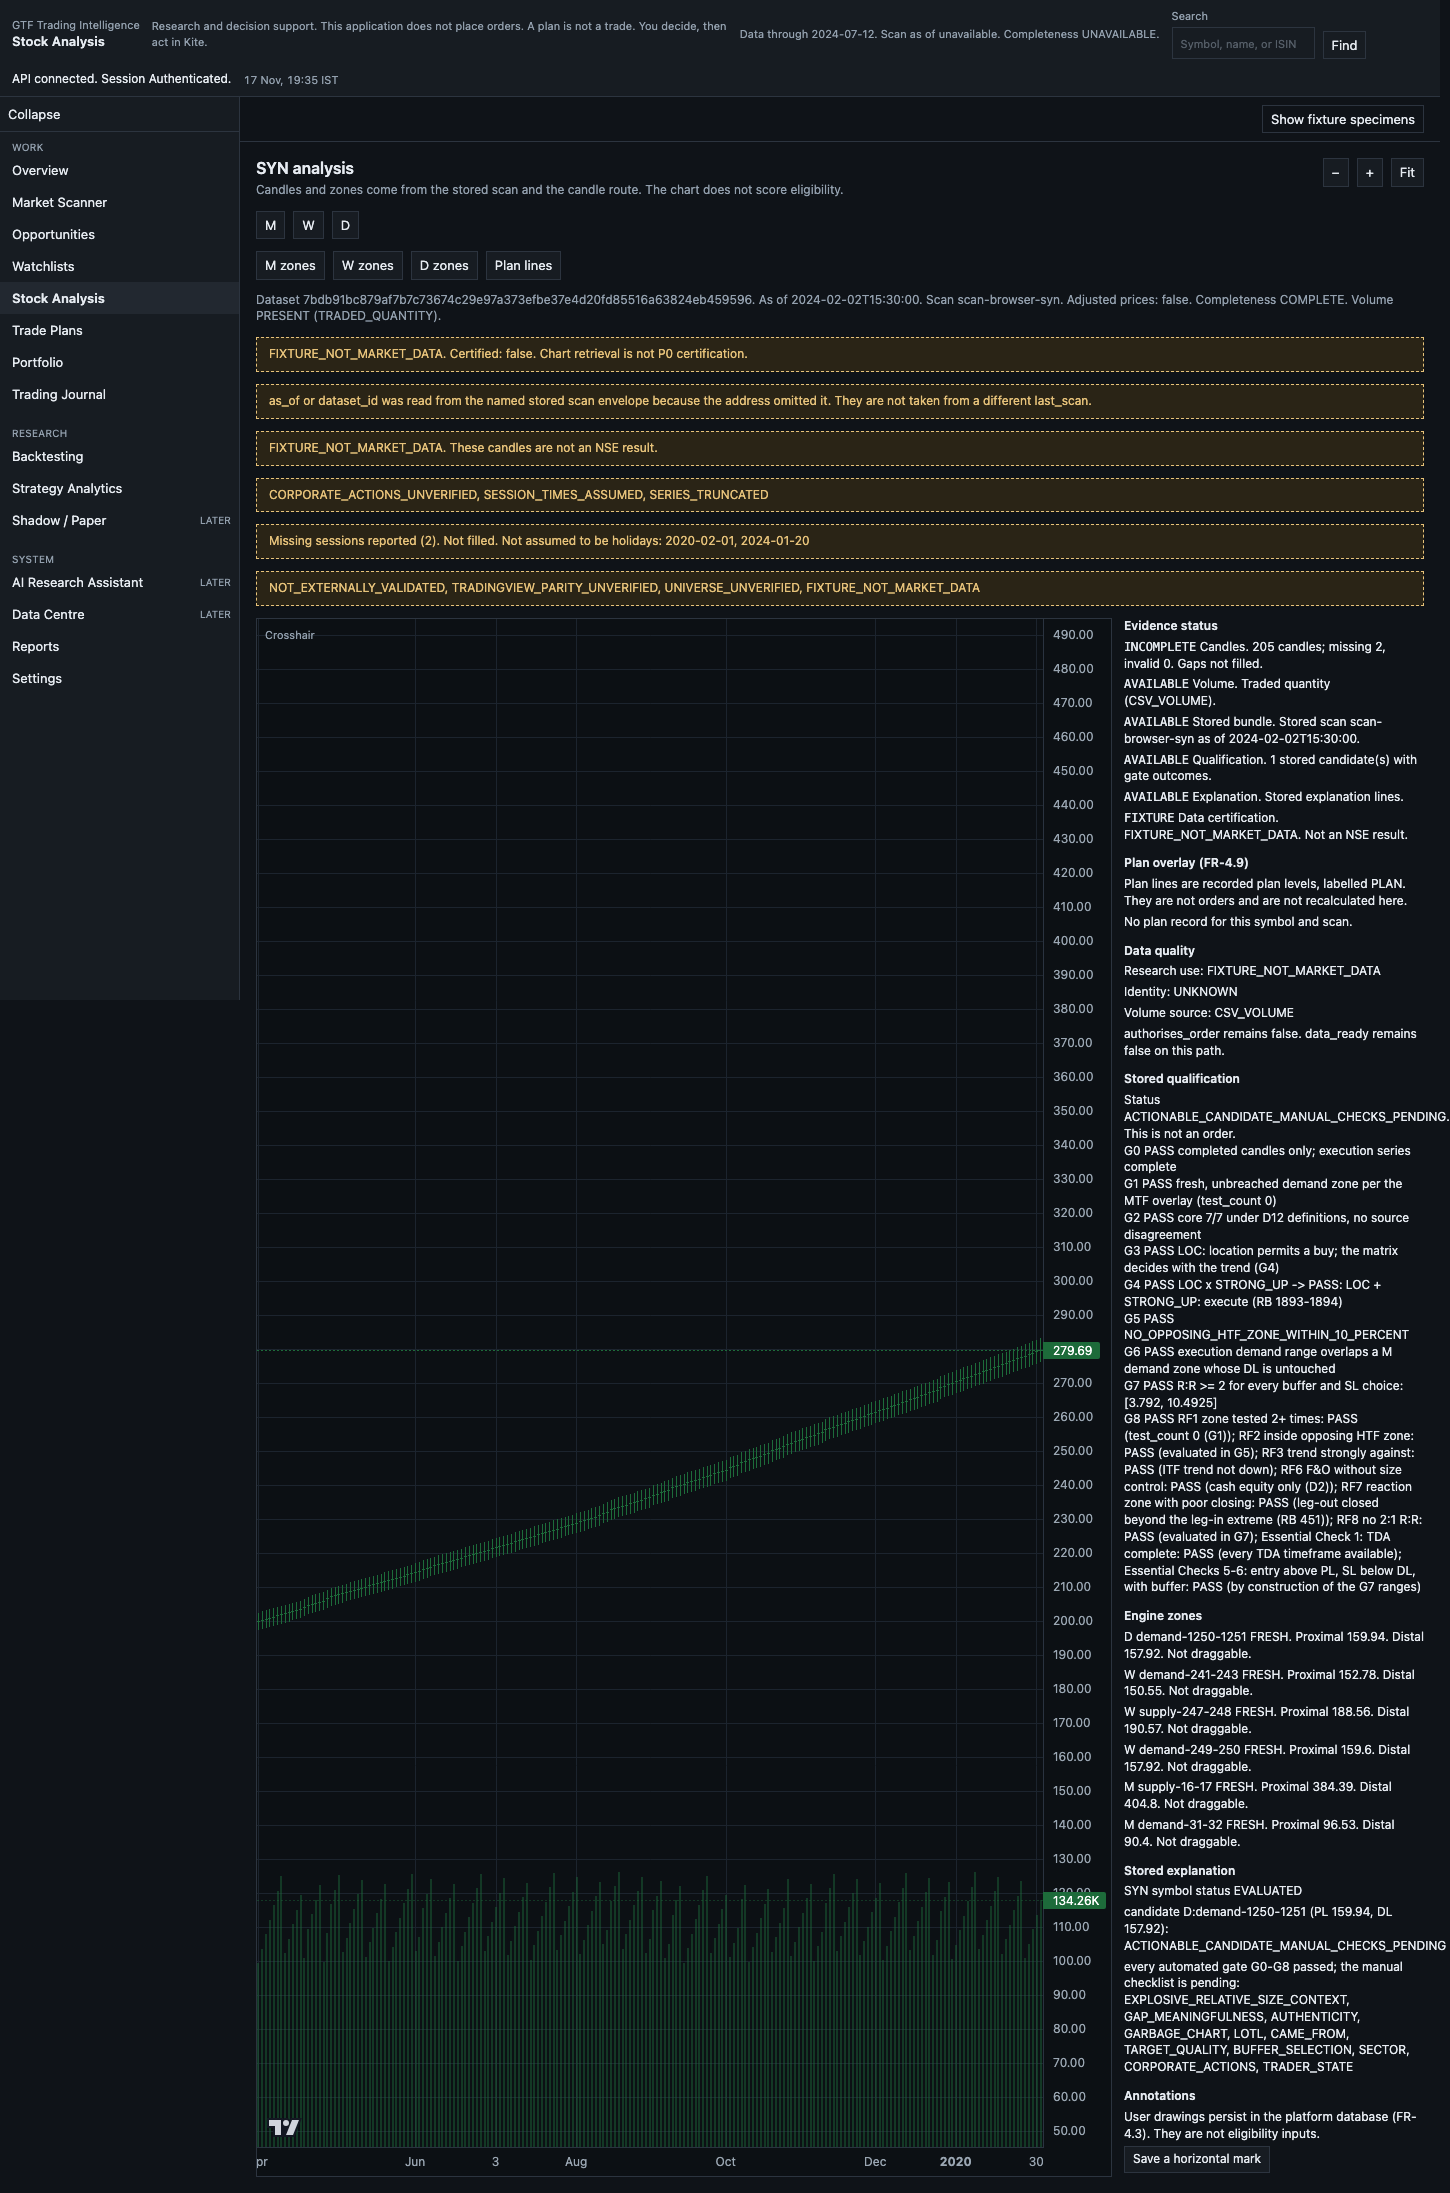 GTF Trading Intelligence
Stock Analysis
Research and decision support. This application does not place orders. A plan is not a trade. You decide, then
act in Kite.
Data through 2024-07-12. Scan as of unavailable. Completeness UNAVAILABLE.
Search
Symbol, name, or ISIN
Find
API connected. Session Authenticated.
17 Nov, 19:35 IST
Collapse
Show fixture specimens
WORK
Overview
Market Scanner
Opportunities
Watchlists
Stock Analysis
Trade Plans
Portfolio
Trading Journal
RESEARCH
Backtesting
Strategy Analytics
Shadow / Paper LATER
SYSTEM
AI Research Assistant LATER
Data Centre LATER
Reports
Settings
SYN analysis
Candles and zones come from the stored scan and the candle route. The chart does not score eligibility.
− + Fit
M W D
M zones W zones D zones Plan lines
Dataset 7bdb91bc879af7b7c73674c29e97a373efbe37e4d20fd85516a63824eb459596. As of 2024-02-02T15:30:00. Scan scan-browser-syn. Adjusted prices: false. Completeness COMPLETE. Volume
PRESENT (TRADED_QUANTITY).
FIXTURE_NOT_MARKET_DATA. Certified: false. Chart retrieval is not P0 certification.
as_of or dataset_id was read from the named stored scan envelope because the address omitted it. They are not taken from a different last_scan.
FIXTURE_NOT_MARKET_DATA. These candles are not an NSE result.
CORPORATE_ACTIONS_UNVERIFIED, SESSION_TIMES_ASSUMED, SERIES_TRUNCATED
Missing sessions reported (2). Not filled. Not assumed to be holidays: 2020-02-01, 2024-01-20
NOT_EXTERNALLY_VALIDATED, TRADINGVIEW_PARITY_UNVERIFIED, UNIVERSE_UNVERIFIED, FIXTURE_NOT_MARKET_DATA
Crosshair
490.00
480.00
470.00
460.00
450.00
440.00
430.00
420.00
410.00
400.00
390.00
380.00
370.00
360.00
350.00
340.00
330.00
320.00
310.00
300.00
290.00
279.69
270.00
260.00
250.00
240.00
230.00
220.00
210.00
200.00
190.00
180.00
170.00
160.00
150.00
140.00
130.00
120.00
134.26K
110.00
100.00
90.00
80.00
70.00
60.00
50.00
pr Jun 3 Aug Oct Dec 2020 30
Evidence status
INCOMPLETE Candles. 205 candles; missing 2,
invalid 0. Gaps not filled.
AVAILABLE Volume. Traded quantity
(CSV_VOLUME).
AVAILABLE Stored bundle. Stored scan scan-
browser-syn as of 2024-02-02T15:30:00.
AVAILABLE Qualification. 1 stored candidate(s) with
gate outcomes.
AVAILABLE Explanation. Stored explanation lines.
FIXTURE Data certification.
FIXTURE_NOT_MARKET_DATA. Not an NSE result.
Plan overlay (FR-4.9)
Plan lines are recorded plan levels, labelled PLAN.
They are not orders and are not recalculated here.
No plan record for this symbol and scan.
Data quality
Research use: FIXTURE_NOT_MARKET_DATA
Identity: UNKNOWN
Volume source: CSV_VOLUME
authorises_order remains false. data_ready remains
false on this path.
Stored qualification
Status
ACTIONABLE_CANDIDATE_MANUAL_CHECKS_PENDING.
This is not an order.
G0 PASS completed candles only; execution series
complete
G1 PASS fresh, unbreached demand zone per the
MTF overlay (test_count 0)
G2 PASS core 7/7 under D12 definitions, no source
disagreement
G3 PASS LOC: location permits a buy; the matrix
decides with the trend (G4)
G4 PASS LOC x STRONG_UP -> PASS: LOC +
STRONG_UP: execute (RB 1893-1894)
G5 PASS
NO_OPPOSING_HTF_ZONE_WITHIN_10_PERCENT
G6 PASS execution demand range overlaps a M
demand zone whose DL is untouched
G7 PASS R:R >= 2 for every buffer and SL choice:
[3.792, 10.4925]
G8 PASS RF1 zone tested 2+ times: PASS
(test_count 0 (G1)); RF2 inside opposing HTF zone:
PASS (evaluated in G5); RF3 trend strongly against:
PASS (ITF trend not down); RF6 F&O without size
control: PASS (cash equity only (D2)); RF7 reaction
zone with poor closing: PASS (leg-out closed
beyond the leg-in extreme (RB 451)); RF8 no 2:1 R:R:
PASS (evaluated in G7); Essential Check 1: TDA
complete: PASS (every TDA timeframe available);
Essential Checks 5-6: entry above PL, SL below DL,
with buffer: PASS (by construction of the G7 ranges)
Engine zones
D demand-1250-1251 FRESH. Proximal 159.94. Distal
157.92. Not draggable.
W demand-241-243 FRESH. Proximal 152.78. Distal
150.55. Not draggable.
W supply-247-248 FRESH. Proximal 188.56. Distal
190.57. Not draggable.
W demand-249-250 FRESH. Proximal 159.6. Distal
157.92. Not draggable.
M supply-16-17 FRESH. Proximal 384.39. Distal
404.8. Not draggable.
M demand-31-32 FRESH. Proximal 96.53. Distal
90.4. Not draggable.
Stored explanation
SYN symbol status EVALUATED
candidate D:demand-1250-1251 (PL 159.94, DL
157.92):
ACTIONABLE_CANDIDATE_MANUAL_CHECKS_PENDING
every automated gate G0-G8 passed; the manual
checklist is pending:
EXPLOSIVE_RELATIVE_SIZE_CONTEXT,
GAP_MEANINGFULNESS, AUTHENTICITY,
GARBAGE_CHART, LOTL, CAME_FROM,
TARGET_QUALITY, BUFFER_SELECTION, SECTOR,
CORPORATE_ACTIONS, TRADER_STATE
Annotations
User drawings persist in the platform database (FR-
4.3). They are not eligibility inputs.
Save a horizontal mark